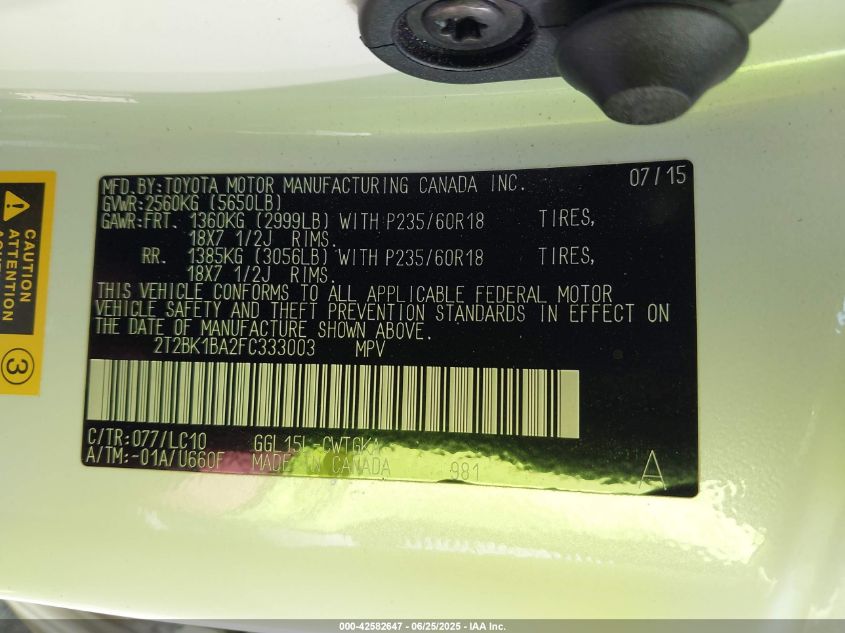 MFD.BY:TOYOTA MOTOR MANUFACTURING CANADA INC. 07/15
GVWR:2560KG (5650LB)
GAWR:FRT. 1360KG (2999LB) WITH P235/60R18 TIRES,
18X7 1/2J RIMS.
RR. 1385KG (3056LB) WITH P235/60R18 TIRES,
18X7 1/2J RIMS.
THIS VEHICLE CONFORMS TO ALL APPLICABLE FEDERAL MOTOR
VEHICLE SAFETY AND THEFT PREVENTION STANDARDS IN EFFECT ON
THE DATE OF MANUFACTURE SHOWN ABOVE.
2T2BK1BA2FC333003 MPV
C/TR:077/LC10 GGL15L-CWTGKA
A/TM:-01A/U660F MADE IN CANADA 981 A
CAUTION
ATTENTION
3
000-42582647 - 06/25/2025 - IAA Inc.